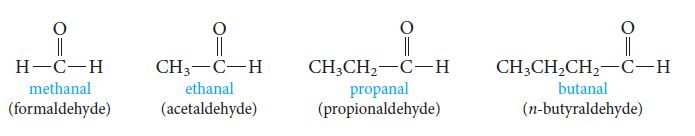 O O O O
H—C—H CH₃—C—H CH₃CH₂—C—H CH₃CH₂CH₂—C—H
methanal ethanal propanal butanal
(formaldehyde) (acetaldehyde) (propionaldehyde) (n-butyraldehyde)